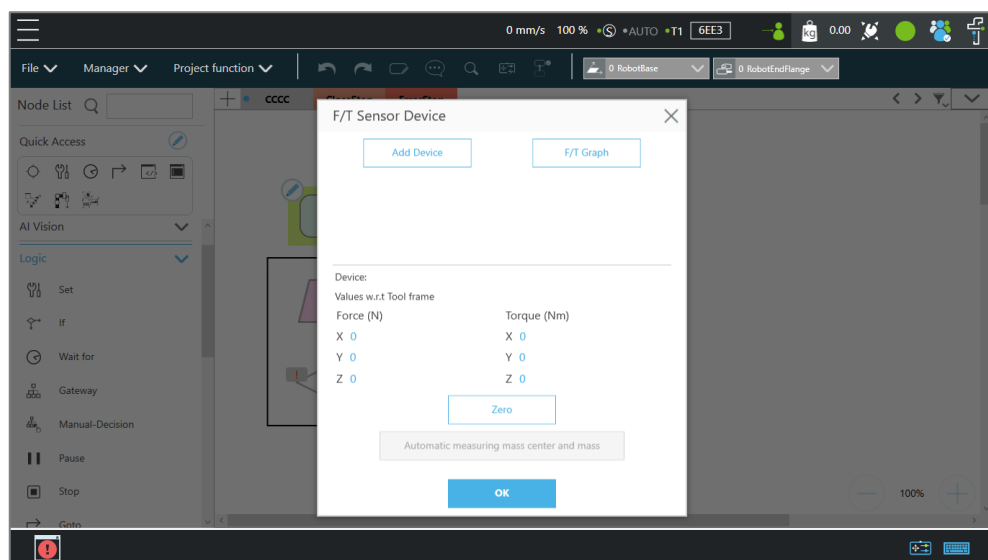 0 mm/s 100 % S AUTO T1 6EE3 kg 0.00
File Manager Project function 0 RobotBase 0 RobotEndFlange
Node List
cccc
Quick Access
AI Vision
Logic
Set
If
Wait for
Gateway
Manual-Decision
Pause
Stop
Goto
F/T Sensor Device
Add Device F/T Graph
Device:
Values w.r.t Tool frame
Force (N) Torque (Nm)
X 0 X 0
Y 0 Y 0
Z 0 Z 0
Zero
Automatic measuring mass center and mass
OK
100%